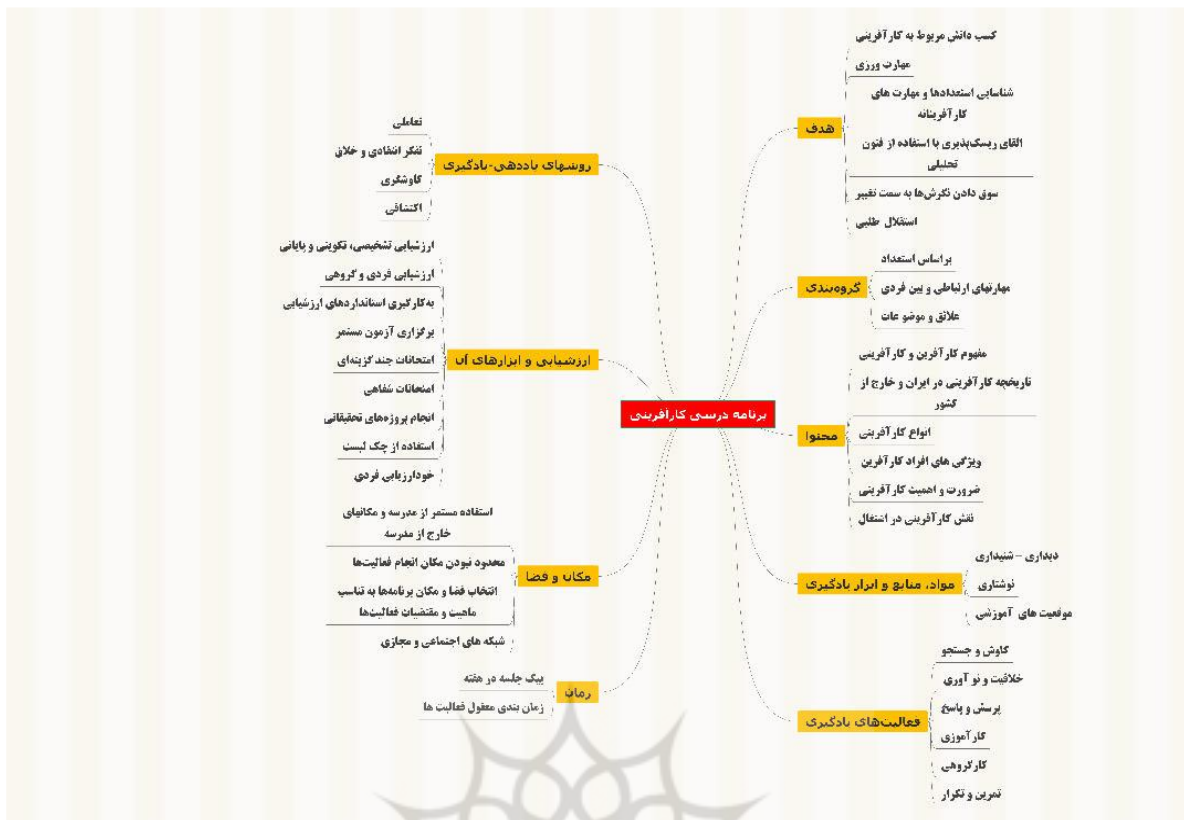 برنامه درسی کارآفرینی
هدف
کسب دانش مربوط به کارآفرینی
مهارت ورزی
شناسایی استعدادها و مهارت های
کارآفرینانه
القای ریسک‌پذیری با استفاده از فنون
تحلیلی
سوق دادن نگرش‌ها به سمت تغییر
استقلال طلبی
گروه‌بندی
براساس استعداد
مهارتهای ارتباطی و بین فردی
علائق و موضوعات
محتوا
مفهوم کارآفرین و کارآفرینی
تاریخچه کارآفرینی در ایران و خارج از
کشور
انواع کارآفرینی
ویژگی های افراد کارآفرین
ضرورت و اهمیت کارآفرینی
نقش کارآفرینی در اشتغال
مواد، منابع و ابزار یادگیری
دیداری - شنیداری
نوشتاری
موقعیت های آموزشی
فعالیت‌های یادگیری
کاوش و جستجو
خلاقیت و نوآوری
پرسش و پاسخ
کارآموزی
کارگروهی
تمرین و تکرار
روشهای یاددهی-یادگیری
تعاملی
تفکر انتقادی و خلاق
کاوشگری
اکتشافی
ارزشیابی و ابزارهای آن
ارزشیابی تشخیصی، تکوینی و پایانی
ارزشیابی فردی و گروهی
به‌کارگیری استانداردهای ارزشیابی
برگزاری آزمون مستمر
امتحانات چند گزینه‌ای
امتحانات شفاهی
انجام پروژه‌های تحقیقاتی
استفاده از چک لیست
خودارزیابی فردی
مکان و فضا
استفاده مستمر از مدرسه و مکانهای
خارج از مدرسه
محدود نبودن مکان انجام فعالیت‌ها
انتخاب فضا و مکان برنامه‌ها به تناسب
ماهیت و مقتضیات فعالیت‌ها
شبکه های اجتماعی و مجازی
زمان
ییک جلسه در هفته
زمان بندی معقول فعالیت ها